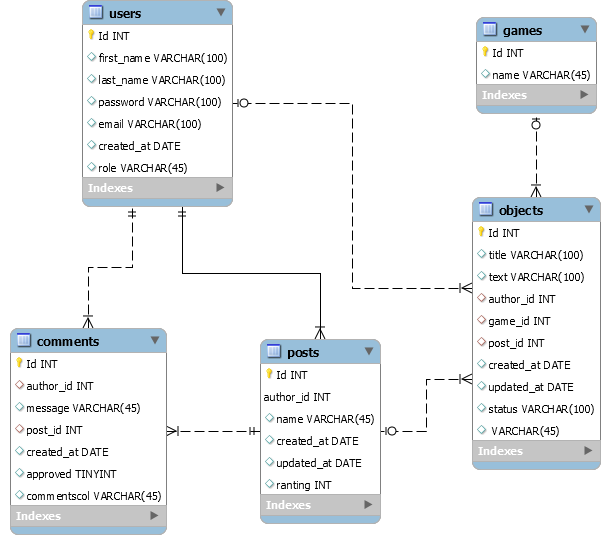 users
Id INT
first_name VARCHAR(100)
last_name VARCHAR(100)
password VARCHAR(100)
email VARCHAR(100)
created_at DATE
role VARCHAR(45)
Indexes
games
Id INT
name VARCHAR(45)
Indexes
objects
Id INT
title VARCHAR(100)
text VARCHAR(100)
author_id INT
game_id INT
post_id INT
created_at DATE
updated_at DATE
status VARCHAR(100)
VARCHAR(45)
Indexes
comments
Id INT
author_id INT
message VARCHAR(45)
post_id INT
created_at DATE
approved TINYINT
commentscol VARCHAR(45)
Indexes
posts
Id INT
author_id INT
name VARCHAR(45)
created_at DATE
updated_at DATE
ranting INT
Indexes